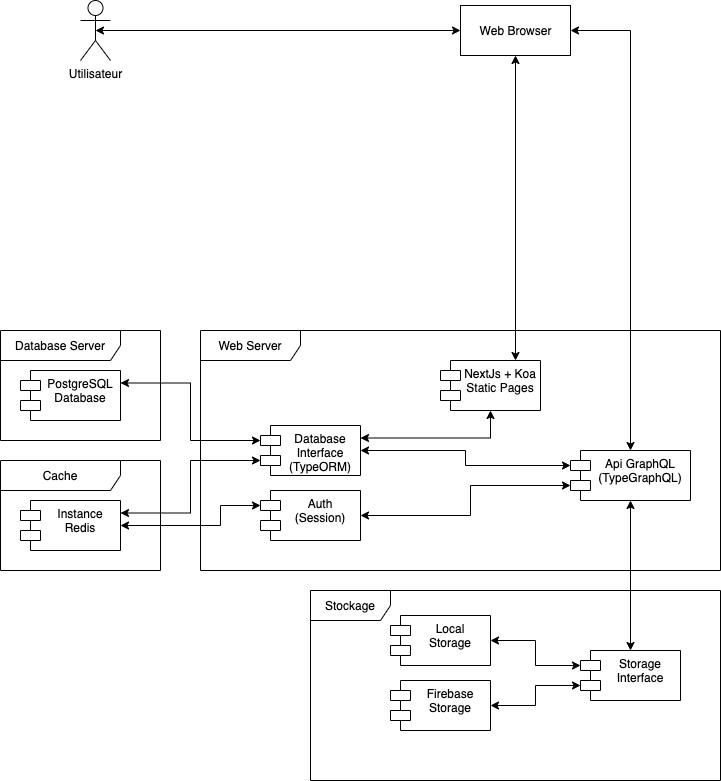 Web Browser
Utilisateur
Database Server
Web Server
PostgreSQL
Database
NextJs + Koa
Static Pages
Database
Interface
(TypeORM)
Api GraphQL
(TypeGraphQL)
Cache
Instance
Redis
Auth
(Session)
Stockage
Local
Storage
Storage
Interface
Firebase
Storage